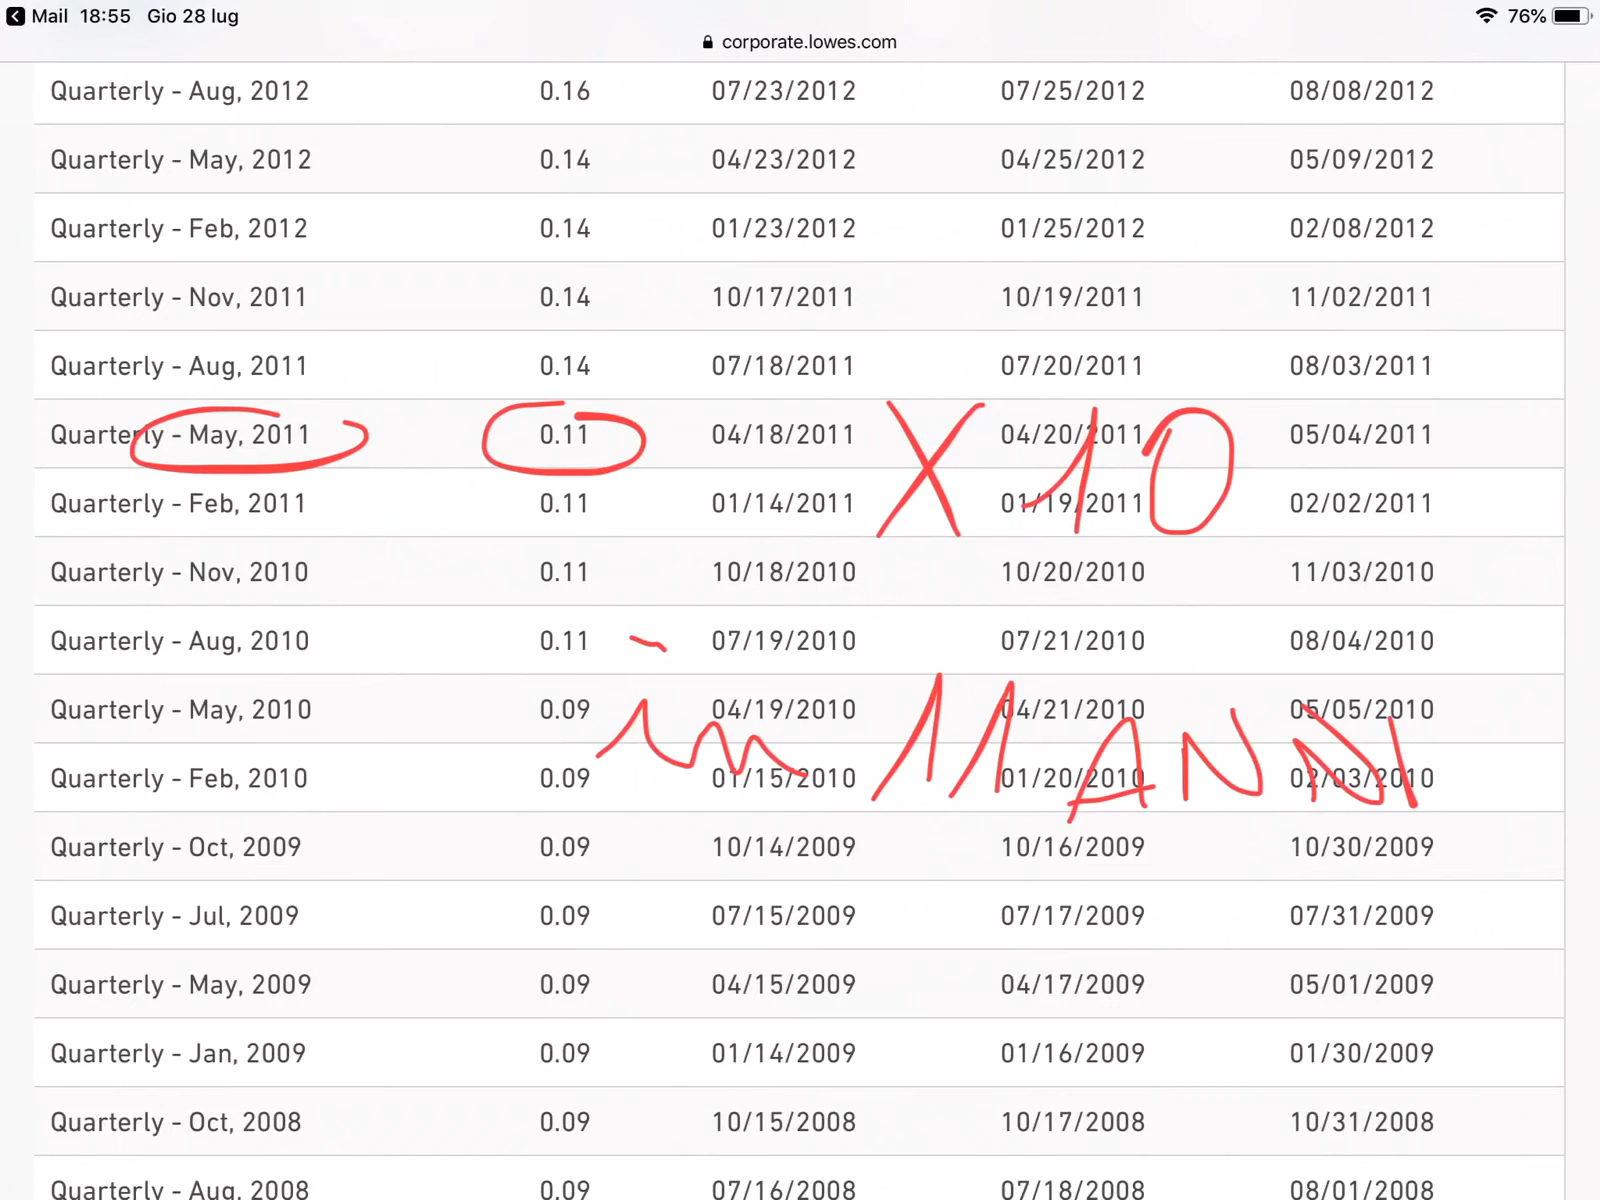 Mail 18:55 Gio 28 lug 76%
corporate.lowes.com
Quarterly - Aug, 2012 0.16 07/23/2012 07/25/2012 08/08/2012
Quarterly - May, 2012 0.14 04/23/2012 04/25/2012 05/09/2012
Quarterly - Feb, 2012 0.14 01/23/2012 01/25/2012 02/08/2012
Quarterly - Nov, 2011 0.14 10/17/2011 10/19/2011 11/02/2011
Quarterly - Aug, 2011 0.14 07/18/2011 07/20/2011 08/03/2011
Quarterly - May, 2011 0.11 04/18/2011 04/20/2011 05/04/2011
X 10
Quarterly - Feb, 2011 0.11 01/14/2011 01/19/2011 02/02/2011
Quarterly - Nov, 2010 0.11 10/18/2010 10/20/2010 11/03/2010
Quarterly - Aug, 2010 0.11 07/19/2010 07/21/2010 08/04/2010
Quarterly - May, 2010 0.09 04/19/2010 04/21/2010 05/05/2010
in 11 ANNI
Quarterly - Feb, 2010 0.09 01/15/2010 01/20/2010 02/03/2010
Quarterly - Oct, 2009 0.09 10/14/2009 10/16/2009 10/30/2009
Quarterly - Jul, 2009 0.09 07/15/2009 07/17/2009 07/31/2009
Quarterly - May, 2009 0.09 04/15/2009 04/17/2009 05/01/2009
Quarterly - Jan, 2009 0.09 01/14/2009 01/16/2009 01/30/2009
Quarterly - Oct, 2008 0.09 10/15/2008 10/17/2008 10/31/2008
Quarterly - Aug, 2008 0.09 07/16/2008 07/18/2008 08/01/2008